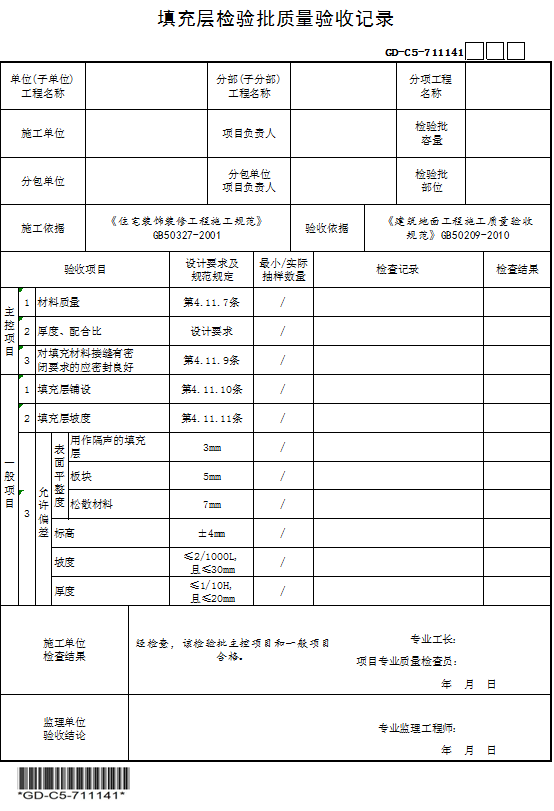 填充层检验批质量验收记录
GD-C5-711141
单位(子单位)
工程名称
分部(子分部)
工程名称
分项工程
名称
施工单位
项目负责人
检验批
容量
分包单位
分包单位
项目负责人
检验批
部位
施工依据
《住宅装饰装修工程施工规范》
GB50327-2001
验收依据
《建筑地面工程施工质量验收
规范》GB50209-2010
验收项目
设计要求及
规范规定
最小/实际
抽样数量
检查记录
检查结果
主控项目
1 材料质量 第4.11.7条 /
2 厚度、配合比 设计要求 /
3 对填充材料接缝有密
闭要求的应密封良好
第4.11.9条 /
一般项目
1 填充层铺设 第4.11.10条 /
2 填充层坡度 第4.11.11条 /
3
允许偏差
表面平整度
用作隔声的填充
层
3mm /
板块 5mm /
松散材料 7mm /
标高 ±4mm /
坡度
≤2/1000L,
且≤30mm
/
厚度
≤1/10H,
且≤20mm
/
施工单位
检查结果
经检查，该检验批主控项目和一般项目
合格。
专业工长：
项目专业质量检查员：
年 月 日
监理单位
验收结论
专业监理工程师：
年 月 日
*GD-C5-711141*